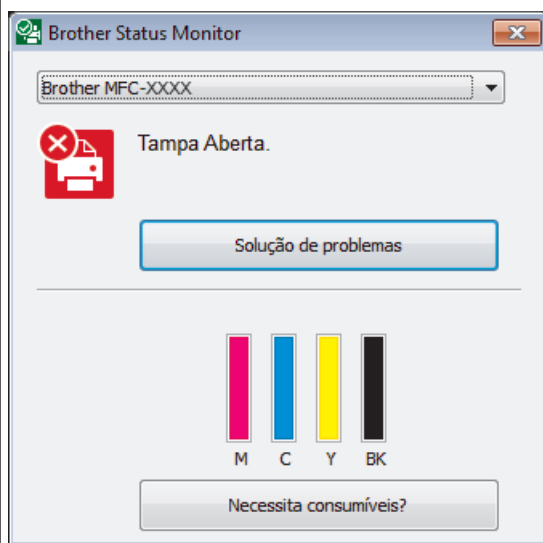 Brother Status Monitor
Brother MFC-XXXX
Tampa Aberta.
Solução de problemas
M C Y BK
Necessita consumíveis?